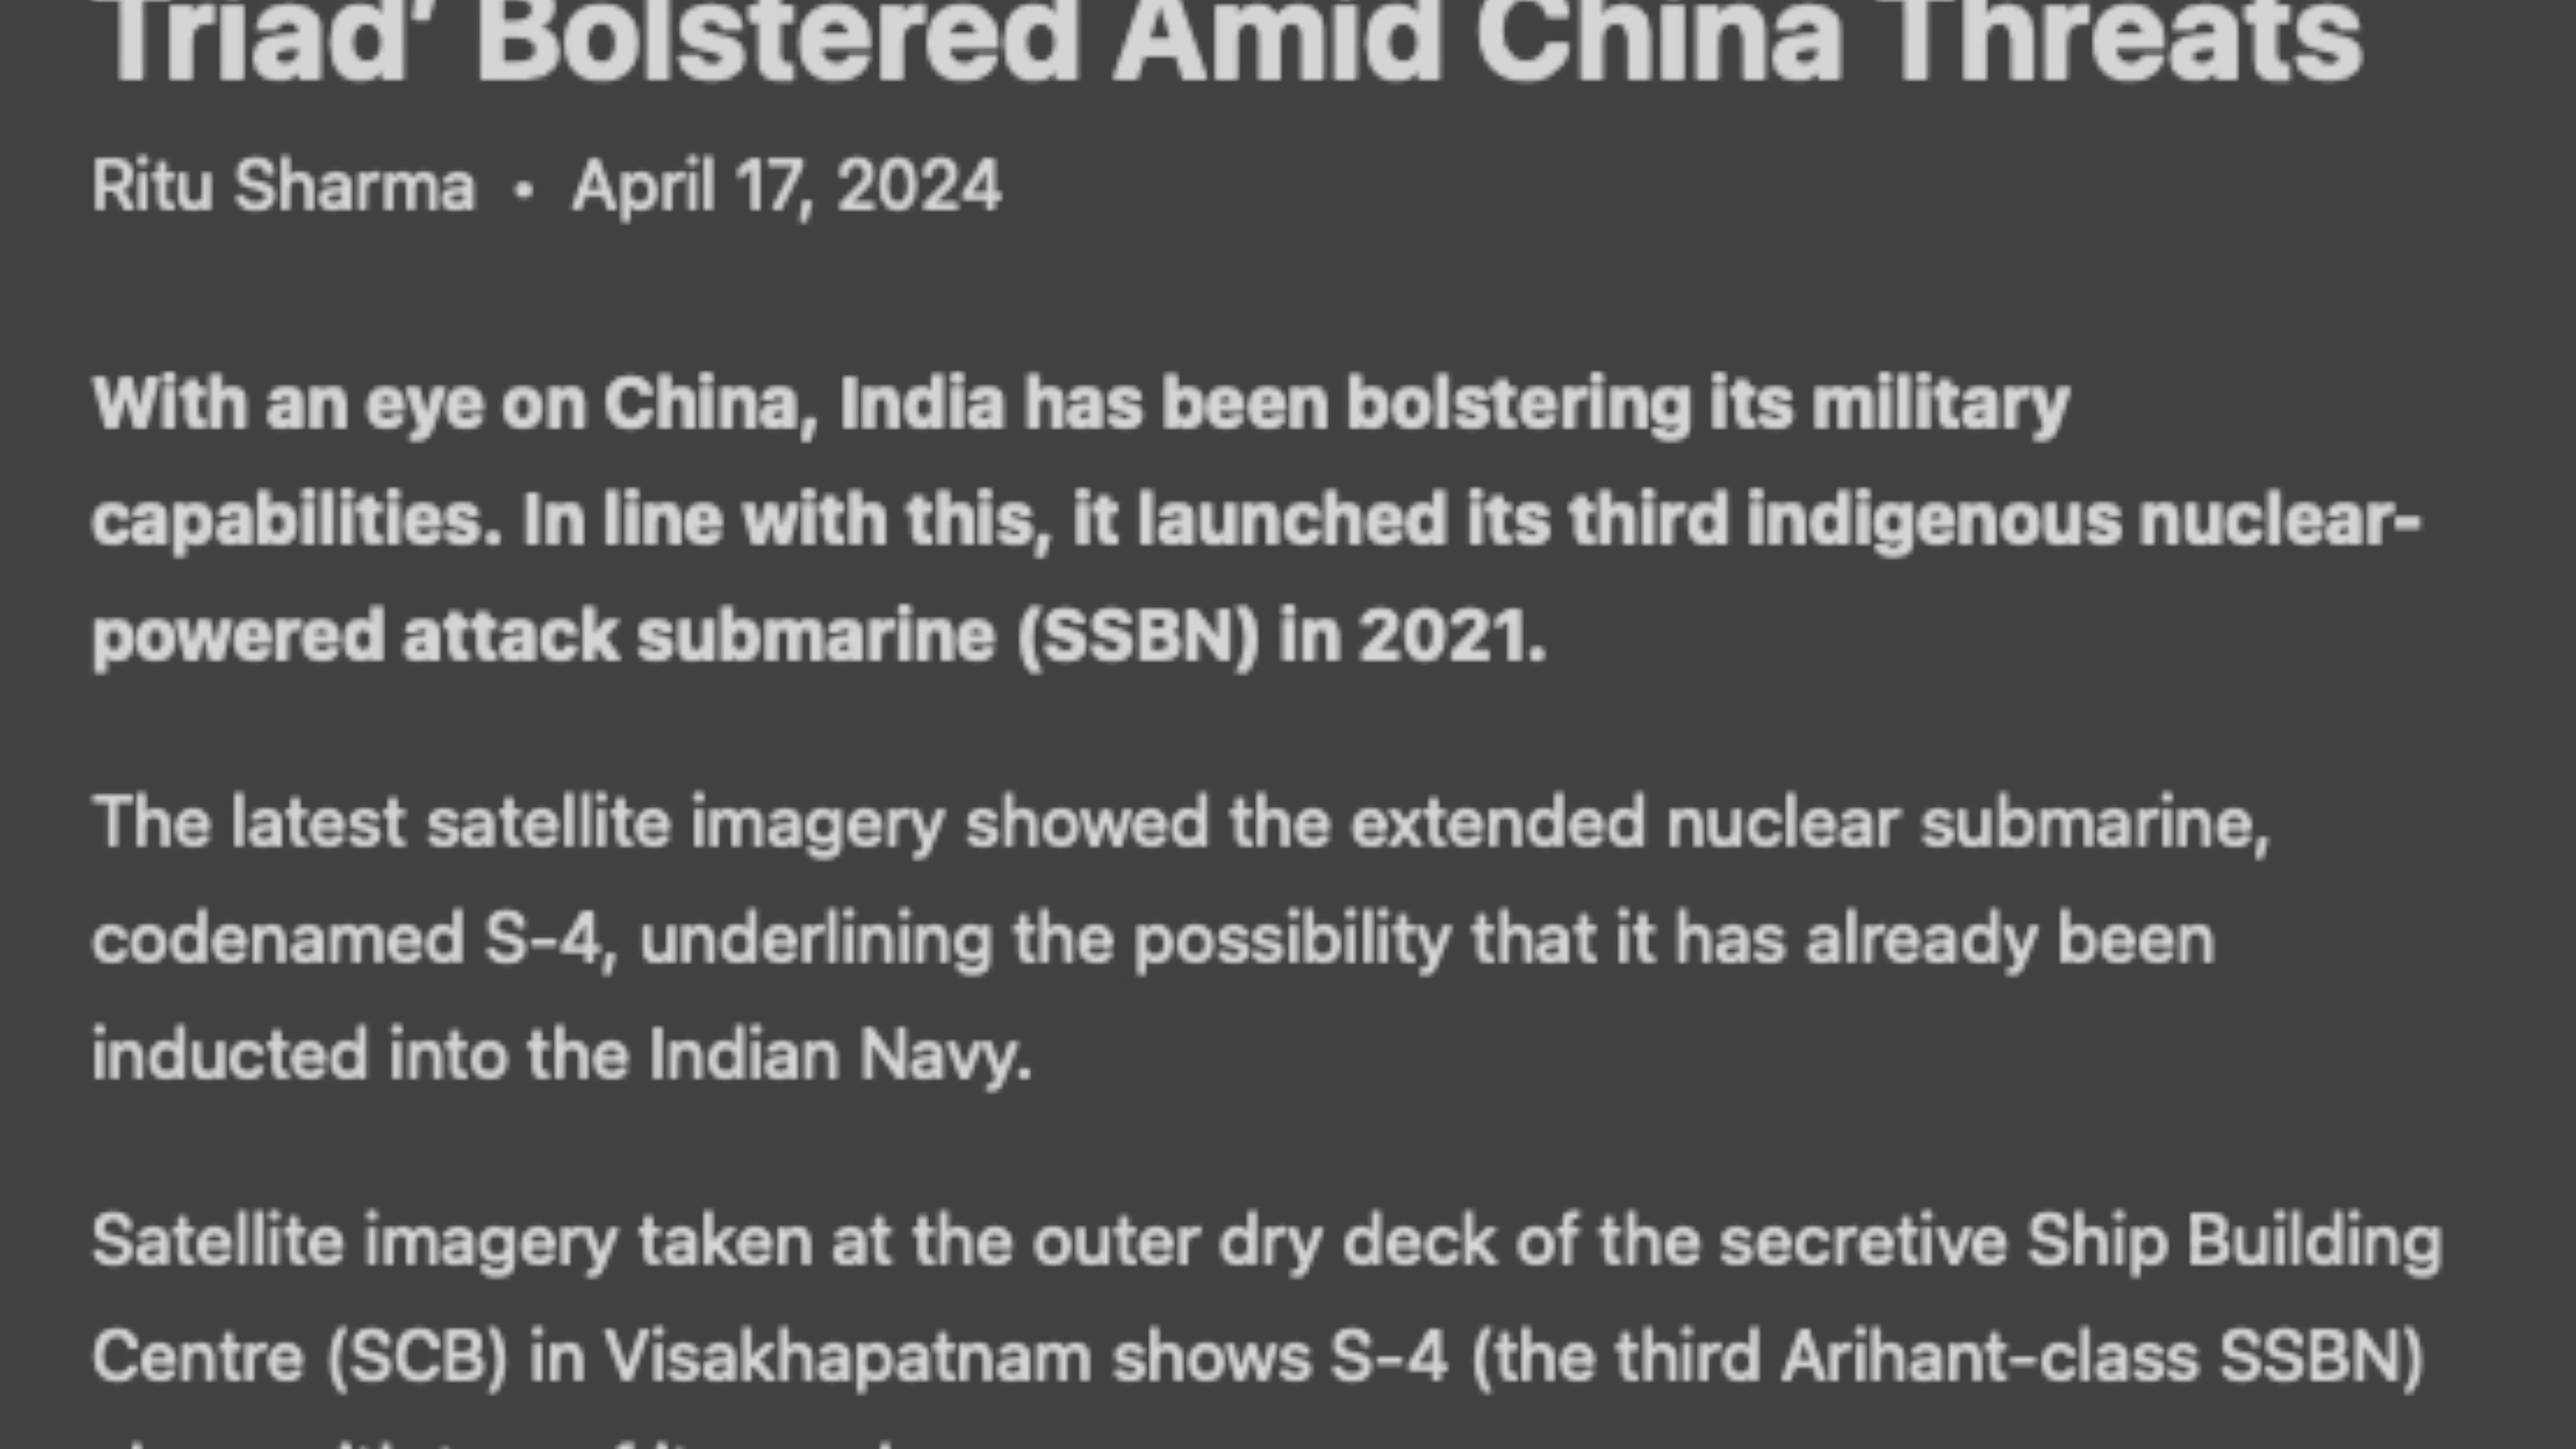 Triad’ Bolstered Amid China Threats
Ritu Sharma • April 17, 2024
With an eye on China, India has been bolstering its military
capabilities. In line with this, it launched its third indigenous nuclear-
powered attack submarine (SSBN) in 2021.
The latest satellite imagery showed the extended nuclear submarine,
codenamed S-4, underlining the possibility that it has already been
inducted into the Indian Navy.
Satellite imagery taken at the outer dry deck of the secretive Ship Building
Centre (SCB) in Visakhapatnam shows S-4 (the third Arihant-class SSBN)